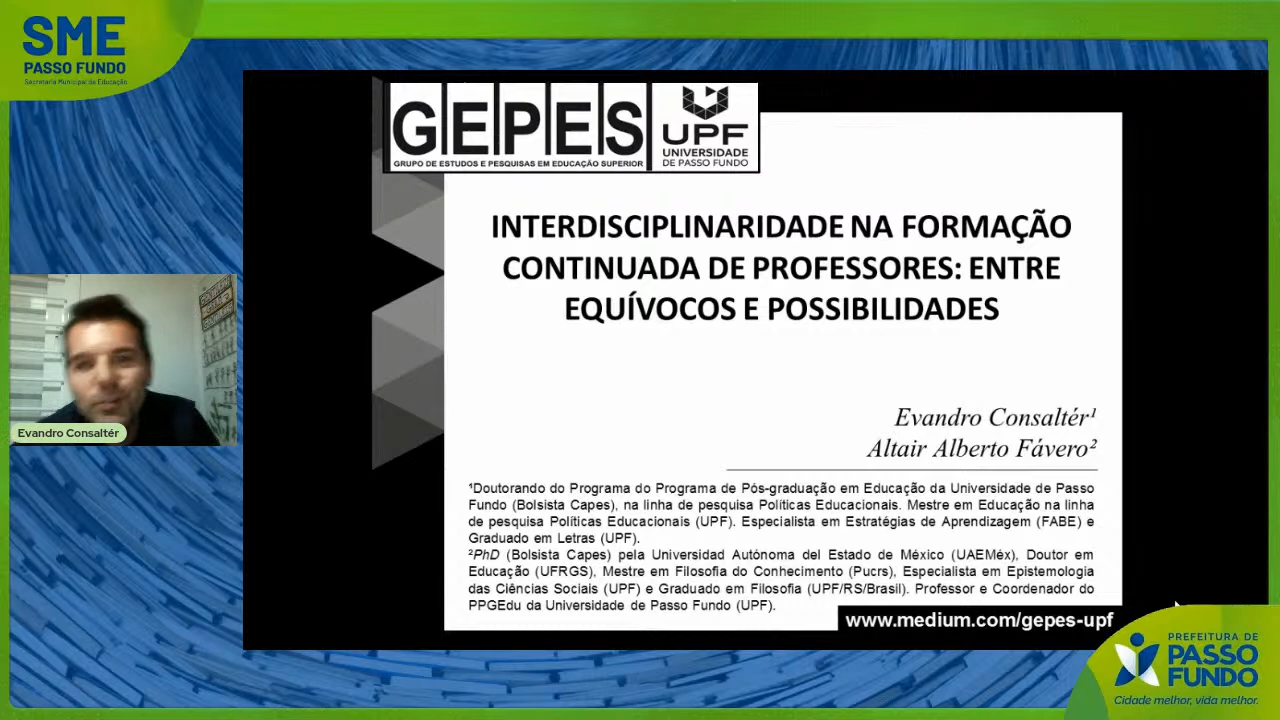 SME
PASSO FUNDO
Secretaria Municipal de Educação
GEPES
GRUPO DE ESTUDOS E PESQUISAS EM EDUCAÇÃO SUPERIOR
UPF
UNIVERSIDADE
DE PASSO FUNDO
INTERDISCIPLINARIDADE NA FORMAÇÃO
CONTINUADA DE PROFESSORES: ENTRE
EQUÍVOCOS E POSSIBILIDADES
Evandro Consaltér¹
Altair Alberto Fávero²
¹Doutorando do Programa do Programa de Pós-graduação em Educação da Universidade de Passo
Fundo (Bolsista Capes), na linha de pesquisa Políticas Educacionais. Mestre em Educação na linha
de pesquisa Políticas Educacionais (UPF). Especialista em Estratégias de Aprendizagem (FABE) e
Graduado em Letras (UPF).
²PhD (Bolsista Capes) pela Universidad Autónoma del Estado de México (UAEMéx), Doutor em
Educação (UFRGS), Mestre em Filosofia do Conhecimento (Pucrs), Especialista em Epistemologia
das Ciências Sociais (UPF) e Graduado em Filosofia (UPF/RS/Brasil). Professor e Coordenador do
PPGEdu da Universidade de Passo Fundo (UPF).
www.medium.com/gepes-upf
Evandro Consaltér
PREFEITURA DE
PASSO
FUNDO
Cidade melhor, vida melhor.